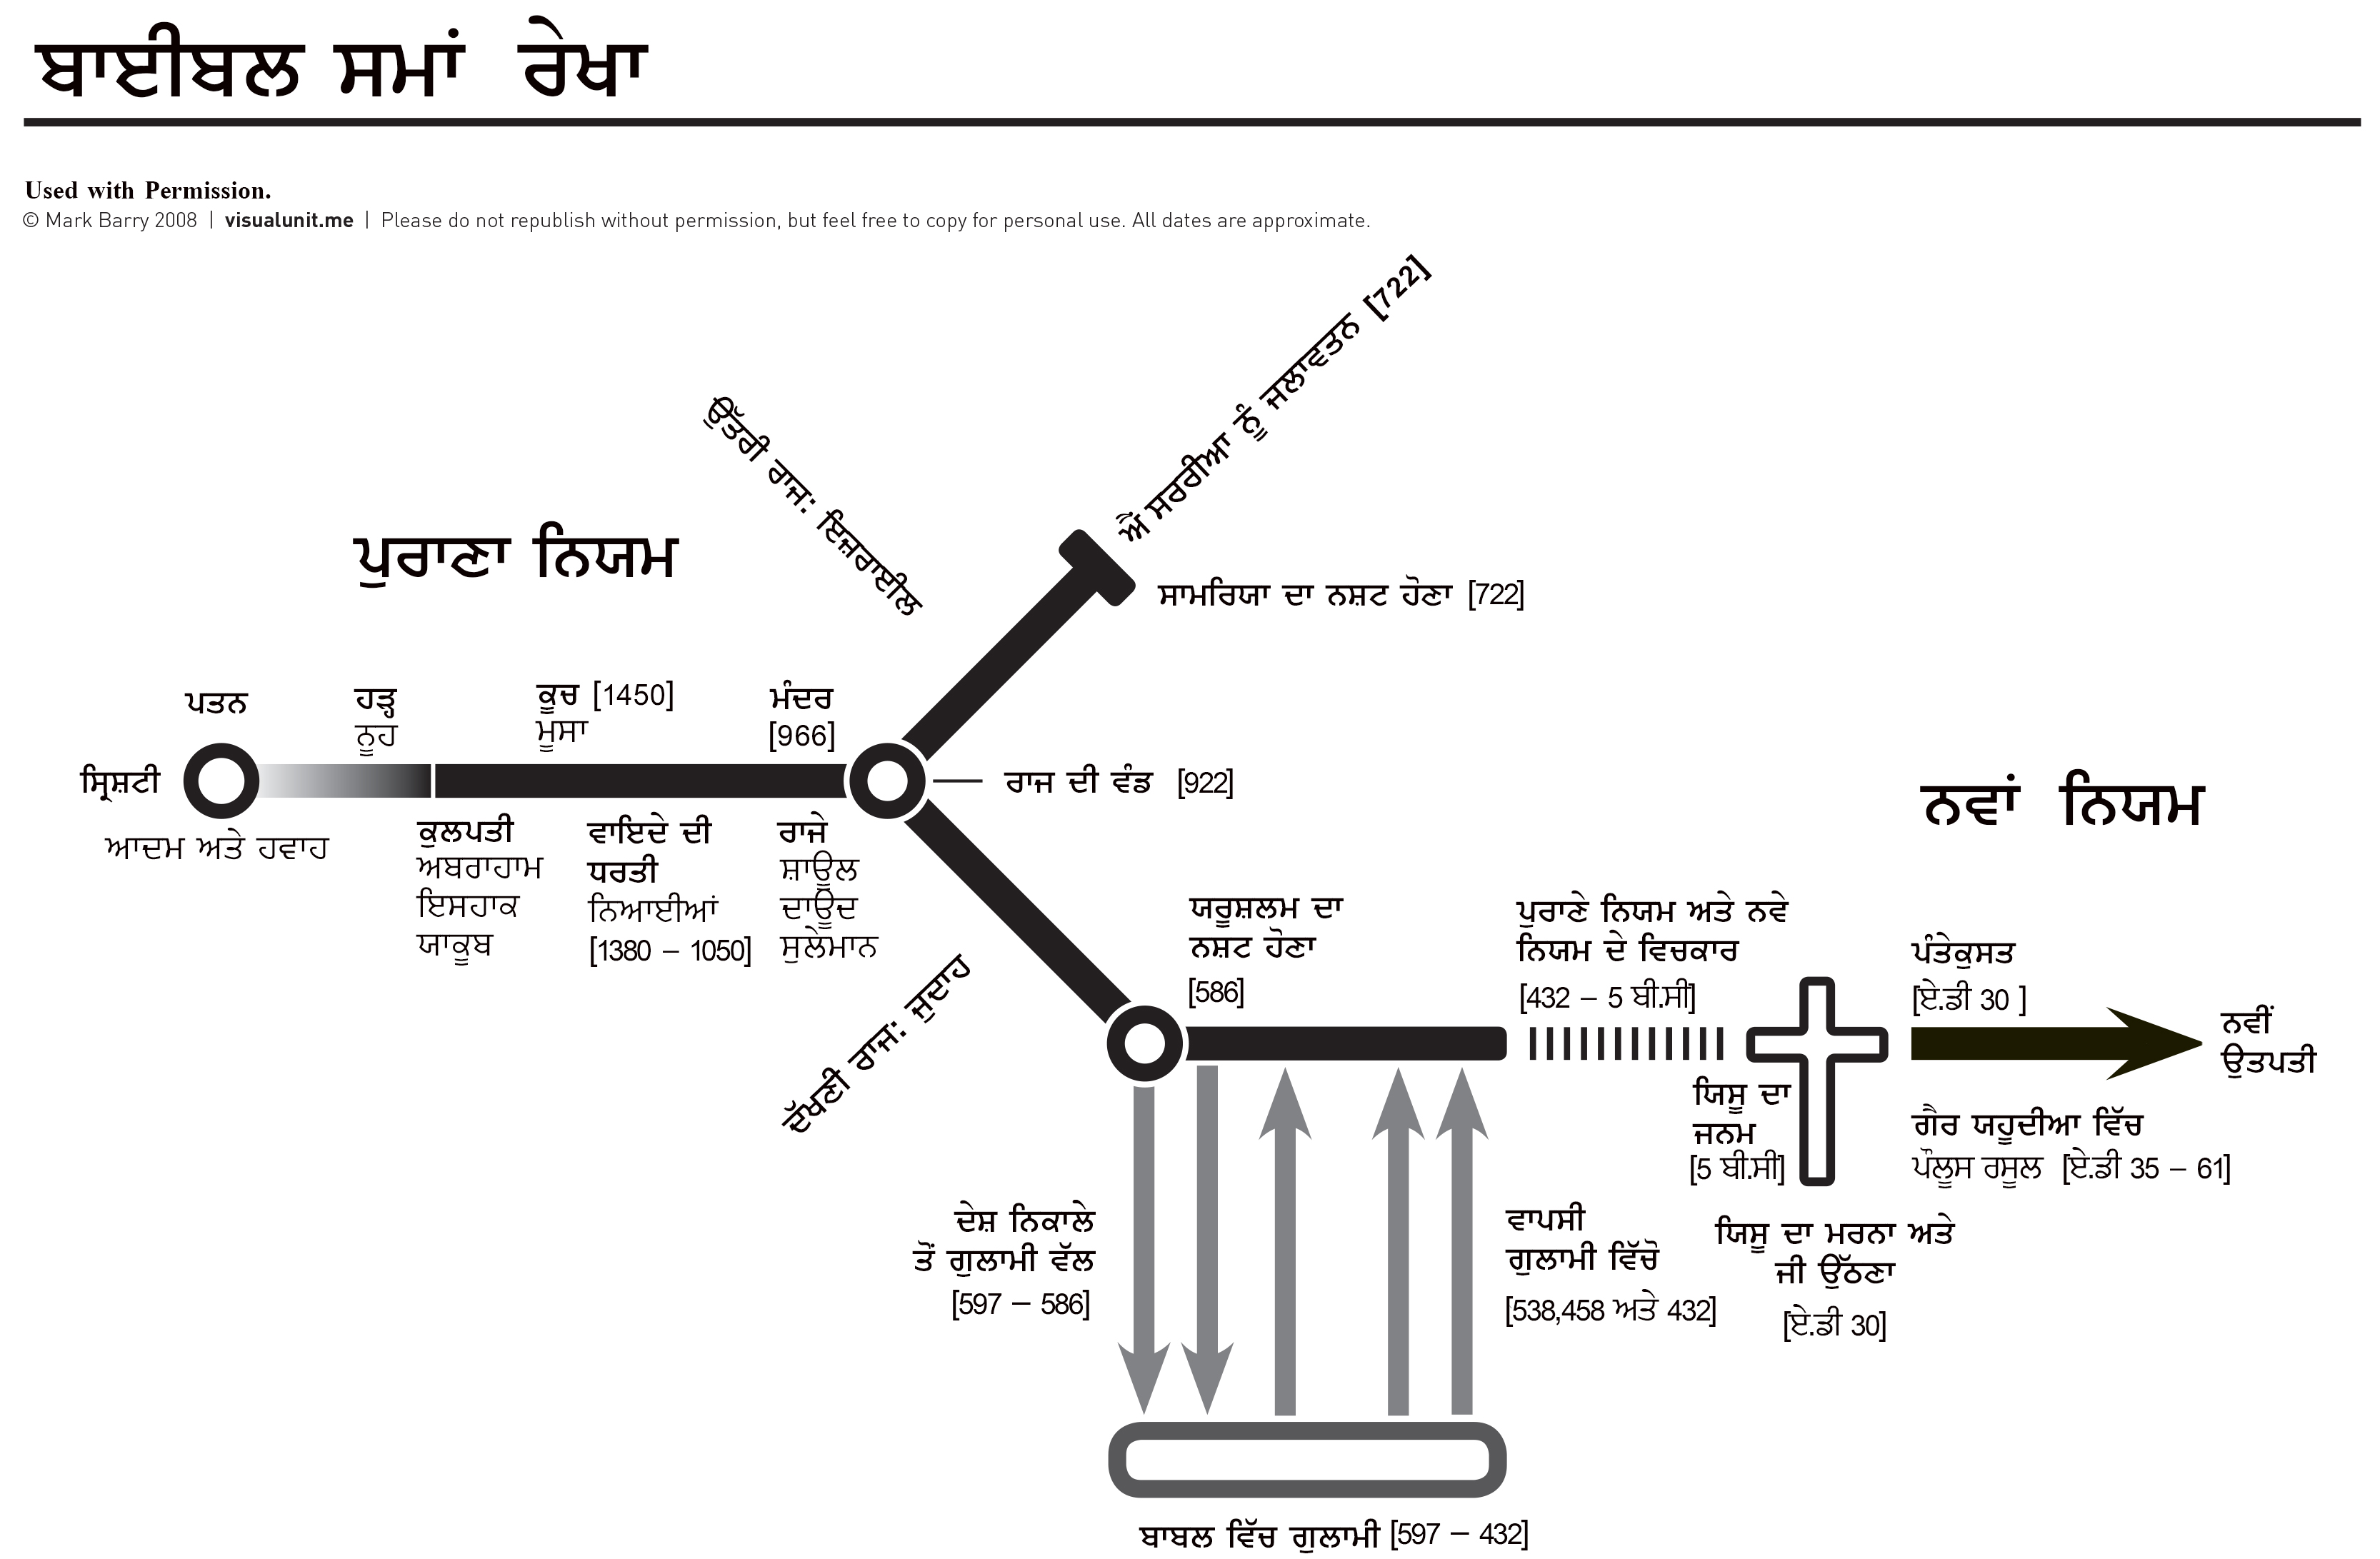 ਬਾਈਬਲ ਸਮਾਂ ਰੇਖਾ
Used with Permission.
© Mark Barry 2008 | visualunit.me | Please do not republish without permission, but feel free to copy for personal use. All dates are approximate.
ਪੁਰਾਣਾ ਨਿਯਮ
ਉੱਤਰੀ ਰਾਜ: ਇਜ਼ਰਾਈਲ
ਐਂ ਸਰਰੀਆ ਨੂੰ ਜਲਾਵਤਨ [722]
ਸਾਮਰਿਯਾ ਦਾ ਨਸ਼ਟ ਹੋਣਾ [722]
ਪਤਨ
ਹੜ੍ਹ
ਨੂਹ
ਕੂਚ [1450]
ਮੂਸਾ
ਮੰਦਰ
[966]
ਸ੍ਰਿਸ਼ਟੀ
ਰਾਜ ਦੀ ਵੰਡ [922]
ਆਦਮ ਅਤੇ ਹਵਾਹ
ਕੁਲਪਤੀ
ਅਬਰਾਹਾਮ
ਇਸਹਾਕ
ਯਾਕੂਬ
ਵਾਇਦੇ ਦੀ
ਧਰਤੀ
ਨਿਆਈਆਂ
[1380 – 1050]
ਰਾਜੇ
ਸ਼ਾਊਲ
ਦਾਊਦ
ਸੁਲੇਮਾਨ
ਦੱਖਣੀ ਰਾਜ: ਜੁਦਾਹ
ਨਵਾਂ ਨਿਯਮ
ਯਰੂਸ਼ਲਮ ਦਾ
ਨਸ਼ਟ ਹੋਣਾ
[586]
ਪੁਰਾਣੇ ਨਿਯਮ ਅਤੇ ਨਵੇ
ਨਿਯਮ ਦੇ ਵਿਚਕਾਰ
[432 – 5 ਬੀ.ਸੀ]
ਪੰਤੇਕੁਸਤ
[ਏ.ਡੀ 30 ]
ਨਵੀਂ
ਉਤਪਤੀ
ਯਿਸੂ ਦਾ
ਜਨਮ
[5 ਬੀ.ਸੀ]
ਗੈਰ ਯਹੂਦੀਆ ਵਿੱਚ
ਪੌਲੂਸ ਰਸੂਲ [ਏ.ਡੀ 35 – 61]
ਦੇਸ਼ ਨਿਕਾਲੇ
ਤੋਂ ਗੁਲਾਮੀ ਵੱਲ
[597 – 586]
ਵਾਪਸੀ
ਗੁਲਾਮੀ ਵਿੱਚੋ
[538,458 ਅਤੇ 432]
ਯਿਸੂ ਦਾ ਮਰਨਾ ਅਤੇ
ਜੀ ਉੱਠਣਾ
[ਏ.ਡੀ 30]
ਬਾਬਲ ਵਿੱਚ ਗੁਲਾਮੀ [597 – 432]